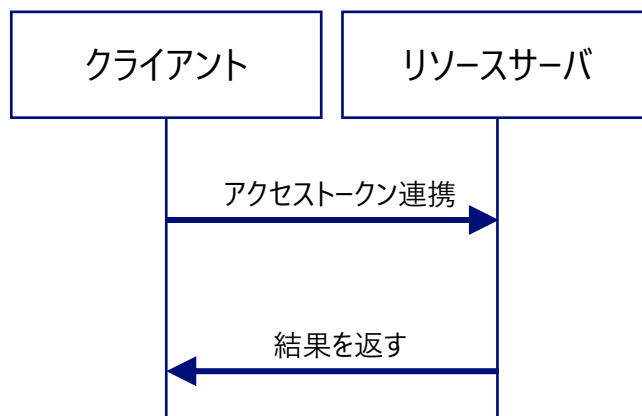 クライアント
リソースサーバ
アクセストークン連携
結果を返す